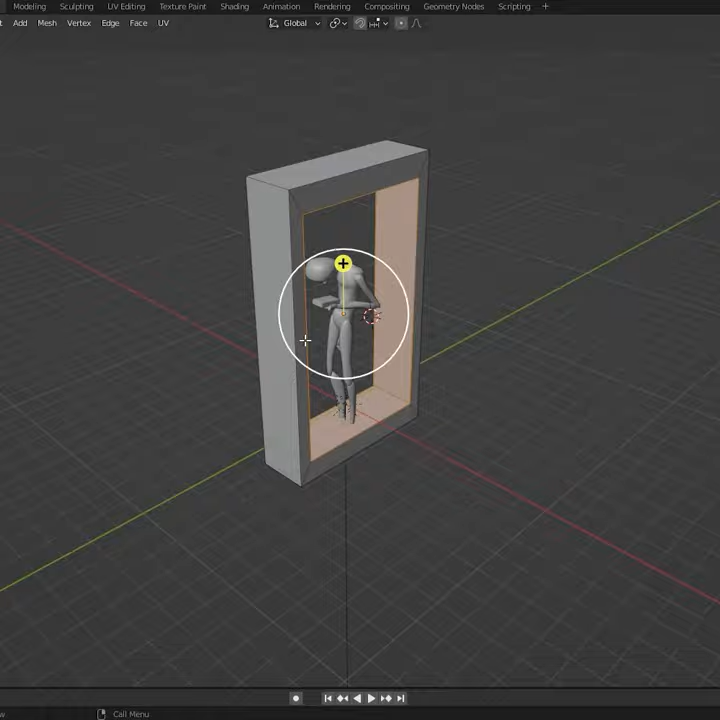 Modeling Sculpting UV Editing Texture Paint Shading Animation Rendering Compositing Geometry Nodes Scripting +
Add Mesh Vertex Edge Face UV Global
Call Menu